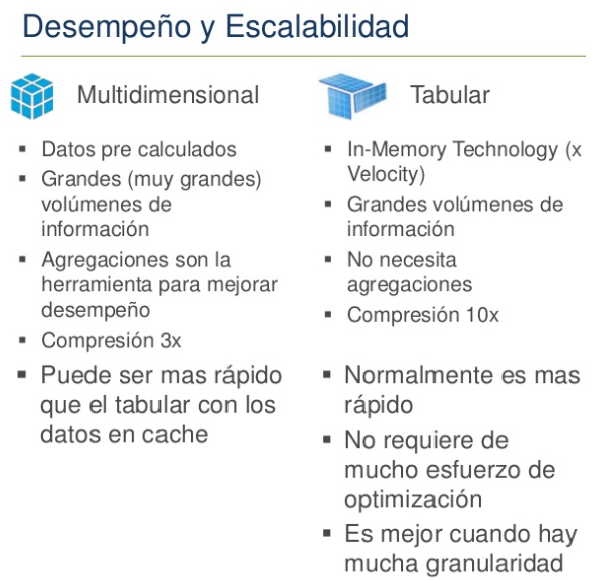 Desempeño y Escalabilidad
Multidimensional
▪ Datos pre calculados
▪ Grandes (muy grandes)
volúmenes de
información
▪ Agregaciones son la
herramienta para mejorar
desempeño
▪ Compresión 3x
▪ Puede ser mas rápido
que el tabular con los
datos en cache
Tabular
▪ In-Memory Technology (x
Velocity)
▪ Grandes volúmenes de
información
▪ No necesita
agregaciones
▪ Compresión 10x
▪ Normalmente es mas
rápido
▪ No requiere de
mucho esfuerzo de
optimización
▪ Es mejor cuando hay
mucha granularidad